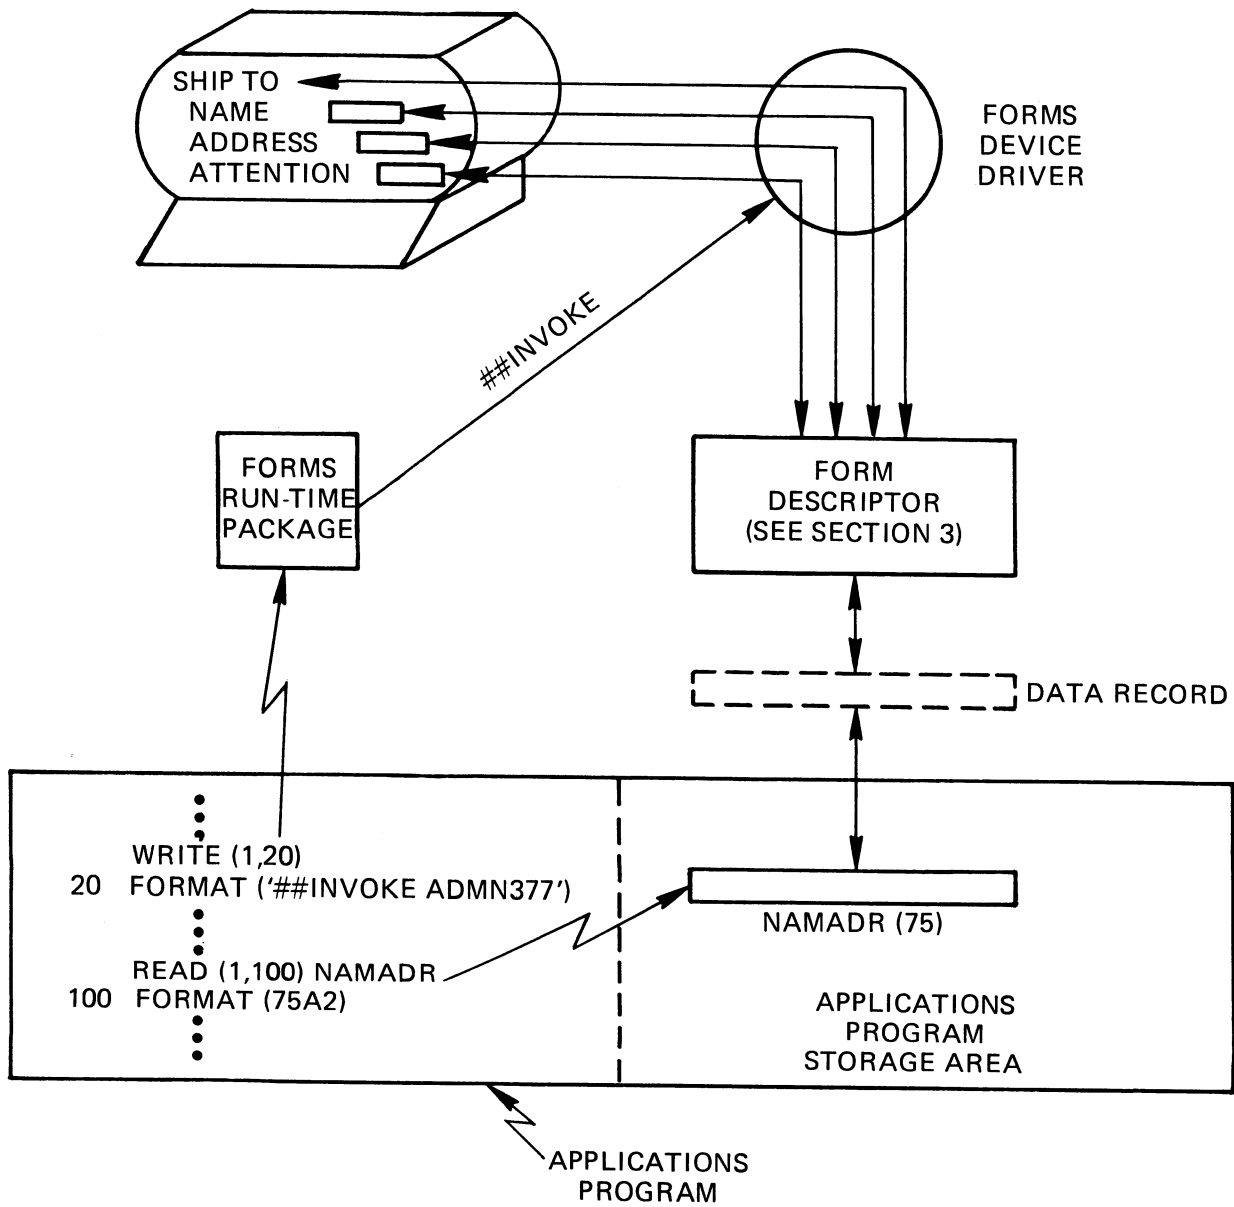 SHIP TO
NAME
ADDRESS
ATTENTION
FORMS
DEVICE
DRIVER
##INVOKE
FORMS
RUN-TIME
PACKAGE
FORM
DESCRIPTOR
(SEE SECTION 3)
DATA RECORD
WRITE (1,20)
20 FORMAT ('##INVOKE ADMN377')
READ (1,100) NAMADR
100 FORMAT (75A2)
NAMADR (75)
APPLICATIONS
PROGRAM
STORAGE AREA
APPLICATIONS
PROGRAM